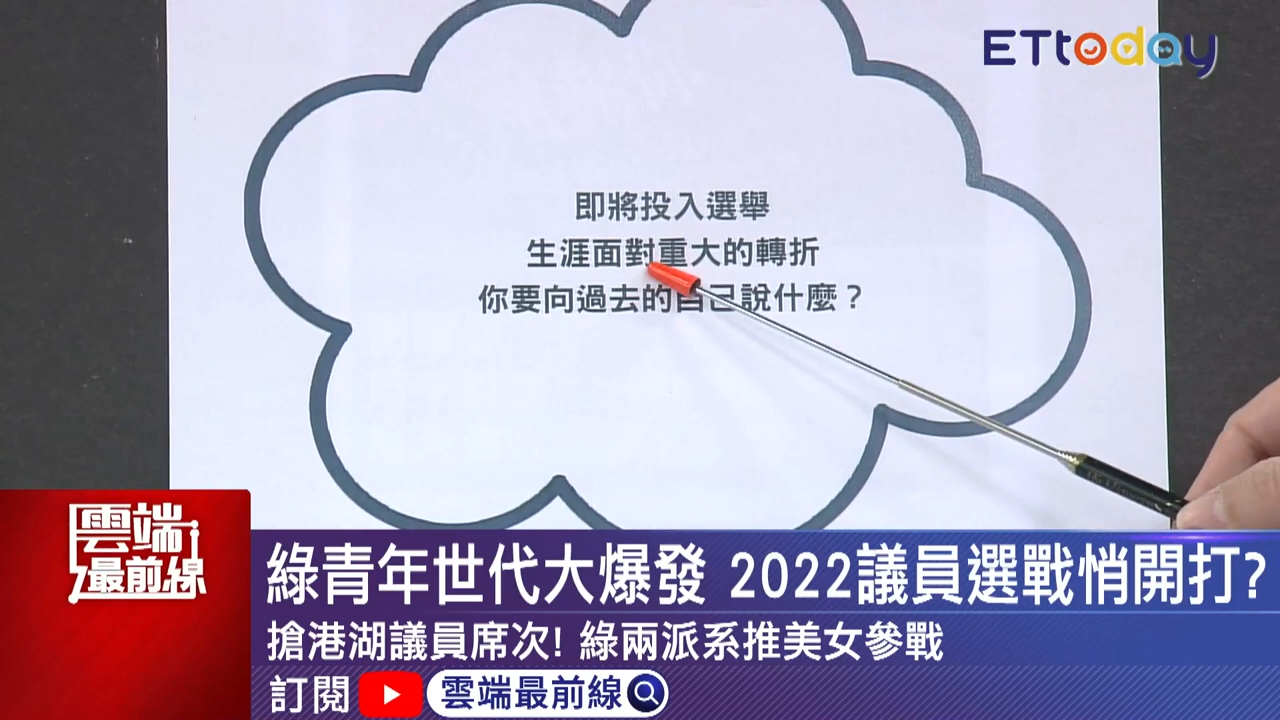 ETtoday
即將投入選舉
生涯面對重大的轉折
你要向過去的自己說什麼？
雲端最前線
綠青年世代大爆發 2022議員選戰悄開打?
搶港湖議員席次! 綠兩派系推美女參戰
訂閱 雲端最前線